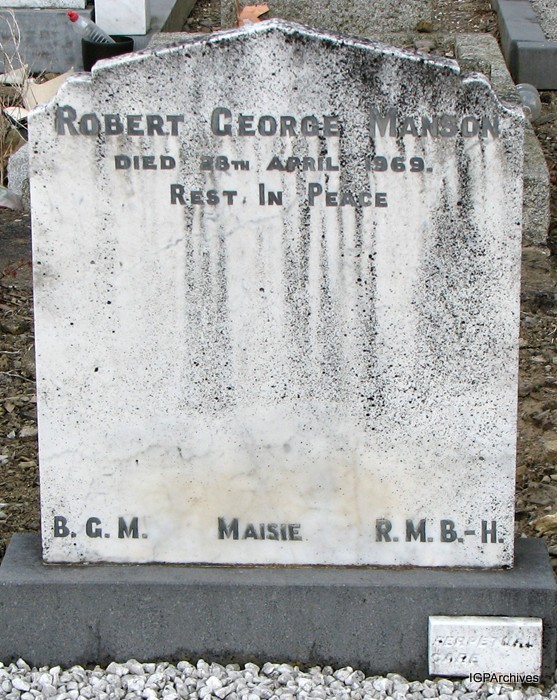 ROBERT GEORGE MANSON
DIED 28TH APRIL 1969.
REST IN PEACE
B. G. M. MAISIE R. M. B.-H.
PERPETUAL
CARE
IGPArchives